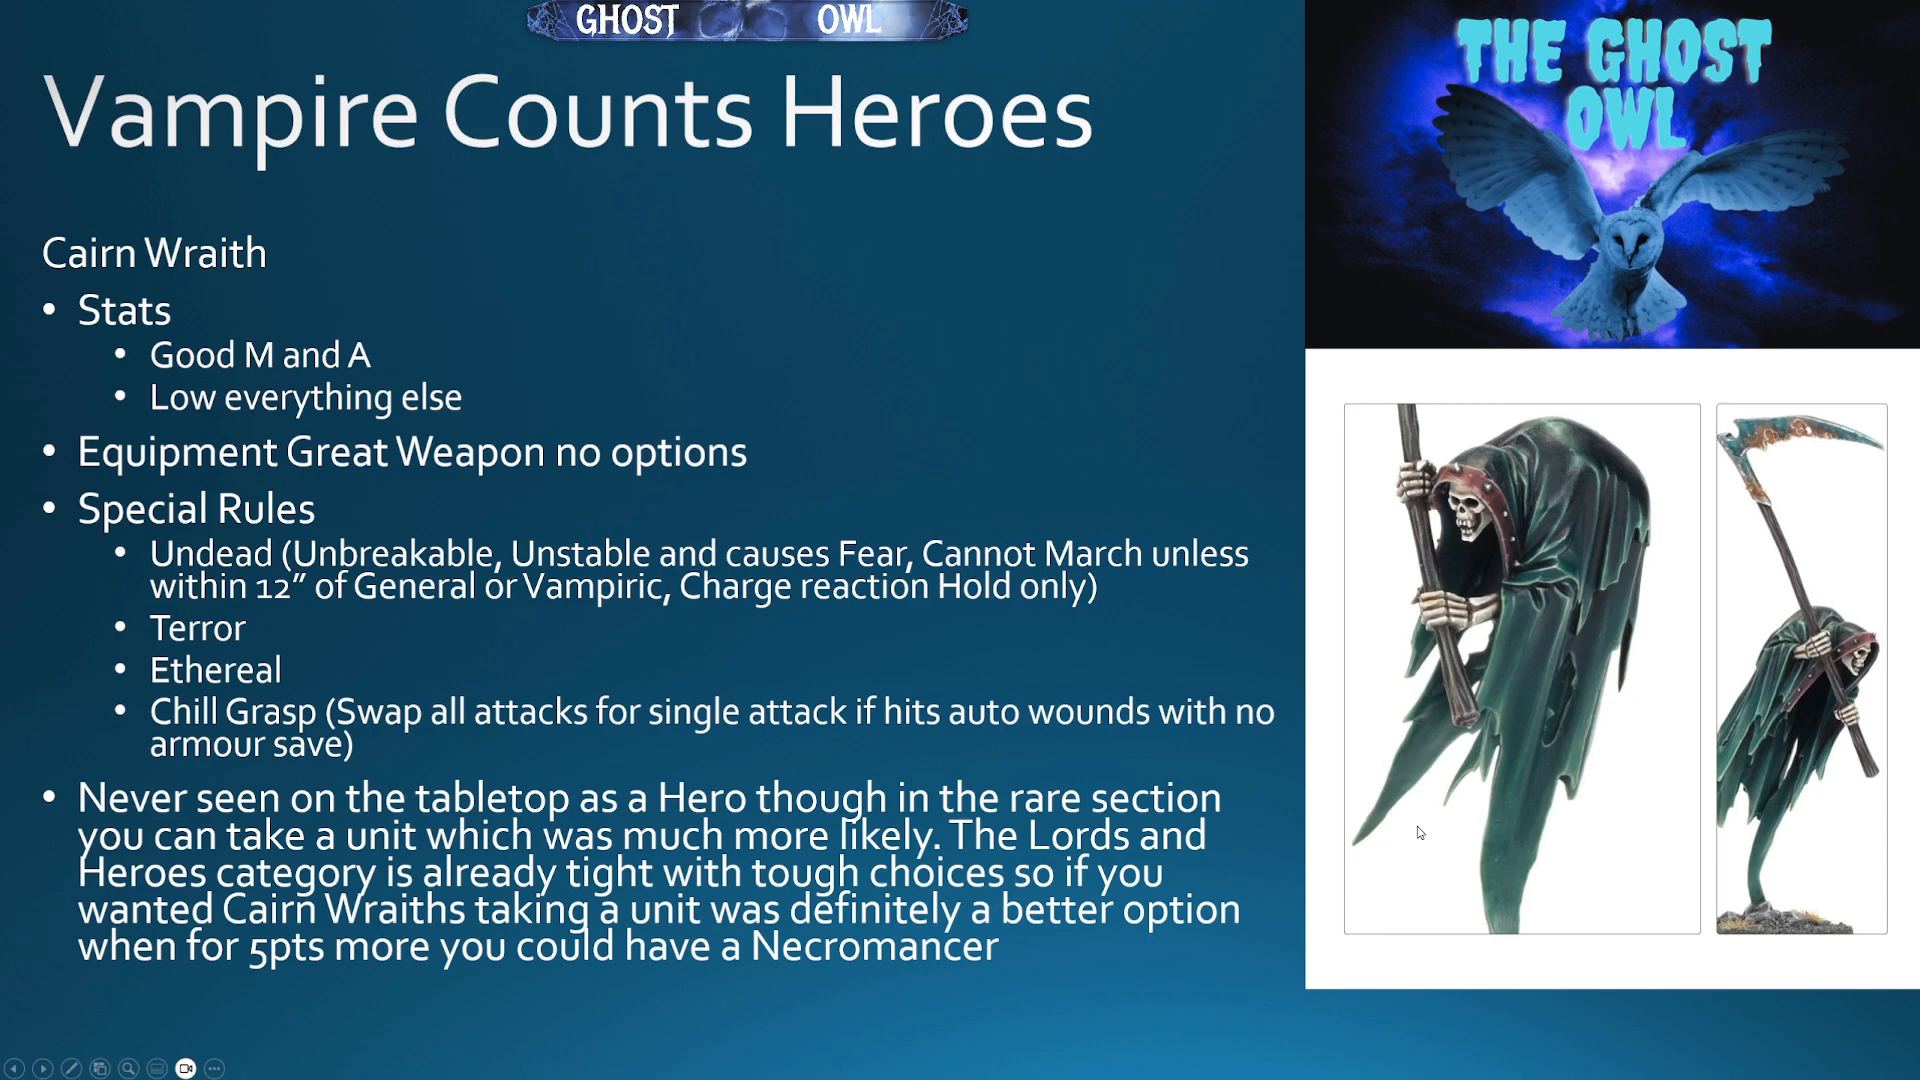 GHOST OWL
THE GHOST
OWL
Vampire Counts Heroes
Cairn Wraith
• Stats
• Good M and A
• Low everything else
• Equipment Great Weapon no options
• Special Rules
• Undead (Unbreakable, Unstable and causes Fear, Cannot March unless
within 12” of General or Vampiric, Charge reaction Hold only)
• Terror
• Ethereal
• Chill Grasp (Swap all attacks for single attack if hits auto wounds with no
armour save)
• Never seen on the tabletop as a Hero though in the rare section
you can take a unit which was much more likely. The Lords and
Heroes category is already tight with tough choices so if you
wanted Cairn Wraiths taking a unit was definitely a better option
when for 5pts more you could have a Necromancer